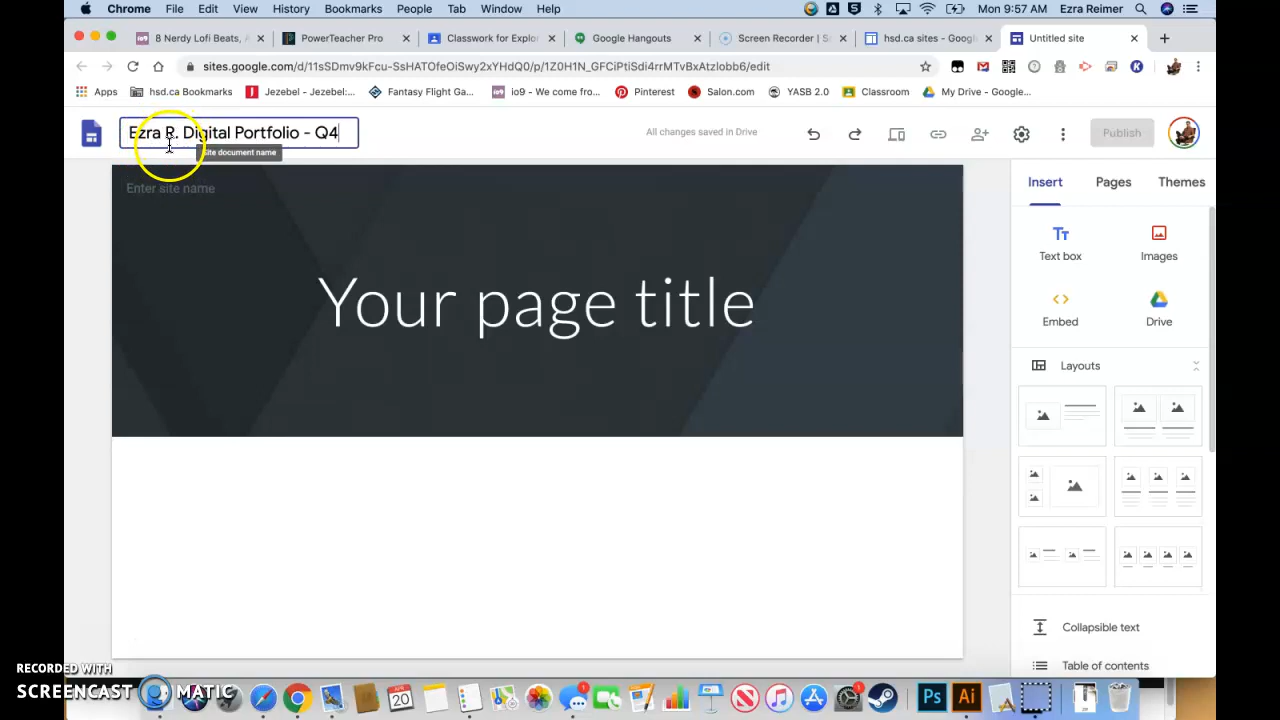 Chrome File Edit View History Bookmarks People Tab Window Help Mon 9:57 AM Ezra Reimer
8 Nerdy Lofi Beats, A PowerTeacher Pro Classwork for Explor Google Hangouts Screen Recorder | Sc hsd.ca sites - Google Untitled site
sites.google.com/d/11sSDmv9kFcu-SsHATOfeOiSwy2xYHdQ0/p/1Z0H1N_GFCiPtiSdi4rrMTvBxAtzlobb6/edit
Apps hsd.ca Bookmarks Jezebel - Jezebel:... Fantasy Flight Ga... io9 - We come fro... Pinterest Salon.com YASB 2.0 Classroom My Drive - Google...
Ezra R. Digital Portfolio - Q4
All changes saved in Drive
Publish
Site document name
Enter site name
Your page title
Insert Pages Themes
Text box Images
Embed Drive
Layouts
Collapsible text
Table of contents
RECORDED WITH
SCREENCAST MATIC